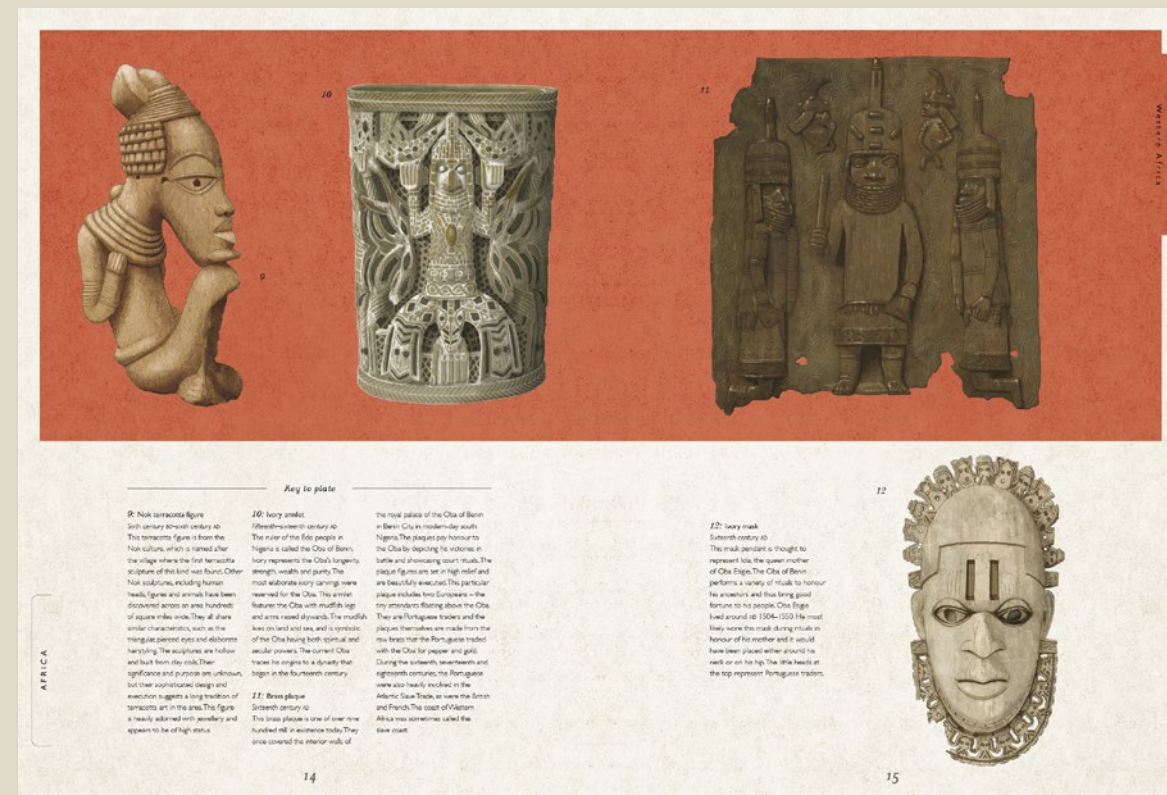 10
11
Western Africa
9
12
Key to plate
9: Nok terracotta figure
Sixth century BC–sixth century AD
This terracotta figure is from the
Nok culture, which is named after
the village where the first terracotta
sculpture of this kind was found. Other
Nok sculptures, including human
heads, figures and animals have been
discovered across an area hundreds
of square miles wide. They all share
similar characteristics, such as the
triangular, pierced eyes and elaborate
hairstyling. The sculptures are hollow
and built from clay coils. Their
significance and purpose are unknown,
but their sophisticated design and
execution suggests a long tradition of
terracotta art in the area. This figure
is heavily adorned with jewellery and
appears to be of high status.
10: Ivory armlet
Fifteenth–sixteenth century AD
The ruler of the Edo people in
Nigeria is called the Oba of Benin.
Ivory represents the Oba's longevity,
strength, wealth and purity. The
most elaborate ivory carvings were
reserved for the Oba. This armlet
features the Oba with mudfish legs
and arms raised skywards. The mudfish
lives on land and sea, and is symbolic
of the Oba having both spiritual and
secular powers. The current Oba
traces his origins to a dynasty that
began in the fourteenth century.
11: Brass plaque
Sixteenth century AD
This brass plaque is one of over nine
hundred still in existence today. They
once covered the interior walls of
the royal palace of the Oba of Benin
in Benin City, in modern-day south
Nigeria. The plaques pay honour to
the Oba by depicting his victories in
battle and showcasing court rituals. The
plaque figures are set in high relief and
are beautifully executed. This particular
plaque includes two Europeans – the
tiny attendants floating above the Oba.
They are Portuguese traders and the
plaques themselves are made from the
raw brass that the Portuguese traded
with the Oba for pepper and gold.
During the sixteenth, seventeenth and
eighteenth centuries, the Portuguese
were also heavily involved in the
Atlantic Slave Trade, as were the British
and French. The coast of Western
Africa was sometimes called the
slave coast.
12: Ivory mask
Sixteenth century AD
This mask pendant is thought to
represent Idia, the queen mother
of Oba Esigie. The Oba of Benin
performs a variety of rituals to honour
his ancestors and thus bring good
fortune to his people. Oba Esigie
lived around AD 1504–1550. He most
likely wore this mask during rituals in
honour of his mother and it would
have been placed either around his
neck or on his hip. The little heads at
the top represent Portuguese traders.
AFRICA
14
15